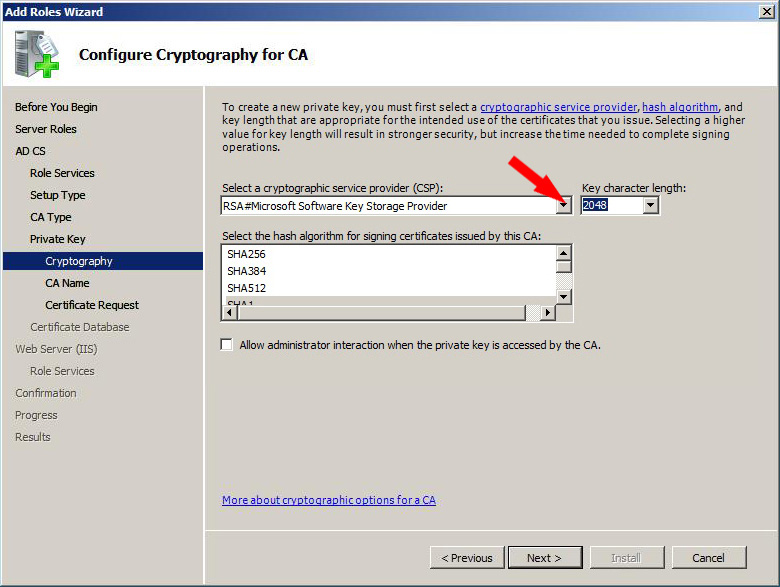 Add Roles Wizard
Configure Cryptography for CA
Before You Begin
Server Roles
AD CS
Role Services
Setup Type
CA Type
Private Key
Cryptography
CA Name
Certificate Request
Certificate Database
Web Server (IIS)
Role Services
Confirmation
Progress
Results
To create a new private key, you must first select a cryptographic service provider, hash algorithm, and
key length that are appropriate for the intended use of the certificates that you issue. Selecting a higher
value for key length will result in stronger security, but increase the time needed to complete signing
operations.
Select a cryptographic service provider (CSP):
Key character length:
RSA#Microsoft Software Key Storage Provider
2048
Select the hash algorithm for signing certificates issued by this CA:
SHA256
SHA384
SHA512
SHA1
Allow administrator interaction when the private key is accessed by the CA.
More about cryptographic options for a CA
< Previous
Next >
Install
Cancel